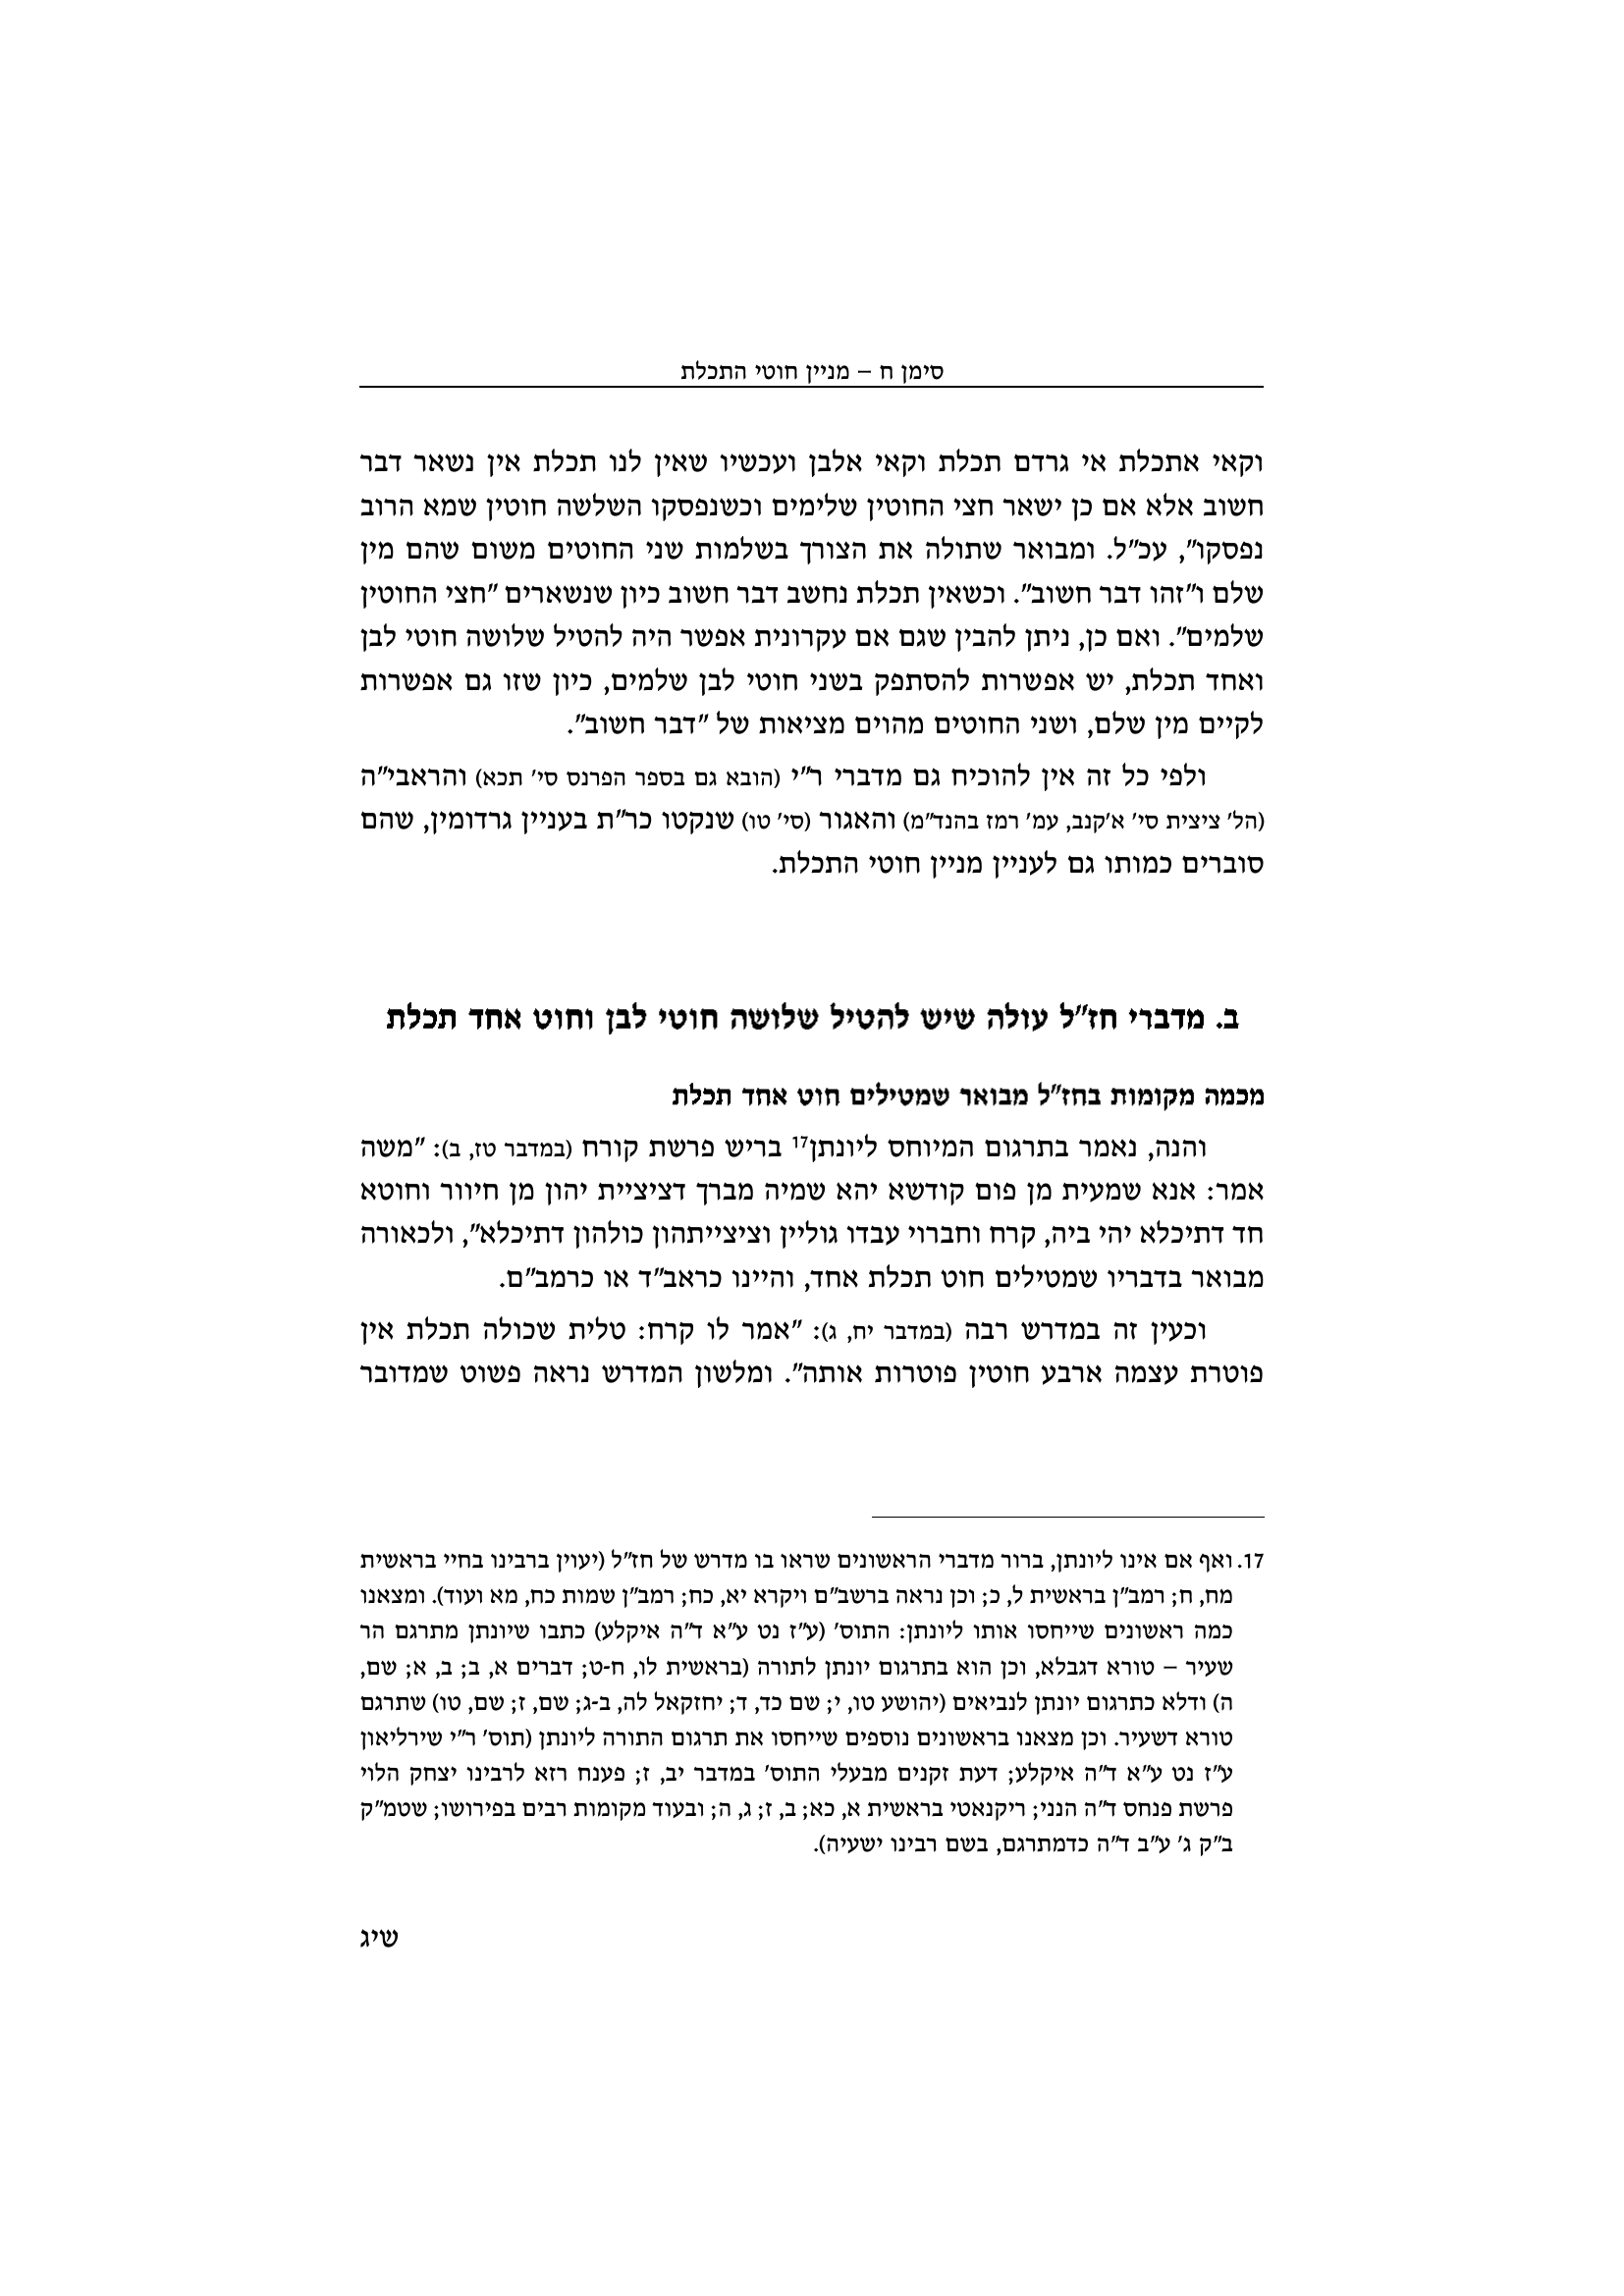 סימן ח – מניין חוטי התכלת
וקאי אתכלת אי גרדם תכלת וקאי אלבן ועכשיו שאין לנו תכלת אין נשאר דבר
חשוב אלא אם כן ישאר חצי החוטין שלימים וכשנפסקו השלשה חוטין שמא הרוב
נפסקו", עכ"ל. ומבואר שתולה את הצורך בשלמות שני החוטים משום שהם מין
שלם ו"זהו דבר חשוב". וכשאין תכלת נחשב דבר חשוב כיון שנשארים "חצי החוטין
שלמים". ואם כן, ניתן להבין שגם אם עקרונית אפשר היה להטיל שלושה חוטי לבן
ואחד תכלת, יש אפשרות להסתפק בשני חוטי לבן שלמים, כיון שזו גם אפשרות
לקיים מין שלם, ושני החוטים מהוים מציאות של "דבר חשוב".
ולפי כל זה אין להוכיח גם מדברי ר"י (הובא גם בספר הפרנס סי' תכא) והראבי"ה
(הל' ציצית סי' א'קנב, עמ' רמז בהנד"מ) והאגור (סי' טו) שנקטו כר"ת בעניין גרדומין, שהם
סוברים כמותו גם לעניין מניין חוטי התכלת.
ב. מדברי חז"ל עולה שיש להטיל שלושה חוטי לבן וחוט אחד תכלת
מכמה מקומות בחז"ל מבואר שמטילים חוט אחד תכלת
והנה, נאמר בתרגום המיוחס ליונתן17 בריש פרשת קורח (במדבר טז, ב): "משה
אמר: אנא שמעית מן פום קודשא יהא שמיה מברך דציציית יהון מן חיוור וחוטא
חד דתיכלא יהי ביה, קרח וחברוי עבדו גוליין וציצייתהון כולהון דתיכלא", ולכאורה
מבואר בדבריו שמטילים חוט תכלת אחד, והיינו כראב"ד או כרמב"ם.
וכעין זה במדרש רבה (במדבר יח, ג): "אמר לו קרח: טלית שכולה תכלת אין
פוטרת עצמה ארבע חוטין פוטרות אותה". ומלשון המדרש נראה פשוט שמדובר
17. ואף אם אינו ליונתן, ברור מדברי הראשונים שראו בו מדרש של חז"ל (יעוין ברבינו בחיי בראשית
מח, ח; רמב"ן בראשית ל, כ; וכן נראה ברשב"ם ויקרא יא, כח; רמב"ן שמות כח, מא ועוד). ומצאנו
כמה ראשונים שייחסו אותו ליונתן: התוס' (ע"ז נט ע"א ד"ה איקלע) כתבו שיונתן מתרגם הר
שעיר – טורא דגבלא, וכן הוא בתרגום יונתן לתורה (בראשית לו, ח-ט; דברים א, ב; ב, א; שם,
ה) ודלא כתרגום יונתן לנביאים (יהושע טו, י; שם כד, ד; יחזקאל לה, ב-ג; שם, ז; שם, טו) שתרגם
טורא דשעיר. וכן מצאנו בראשונים נוספים שייחסו את תרגום התורה ליונתן (תוס' ר"י שירליאון
ע"ז נט ע"א ד"ה איקלע; דעת זקנים מבעלי התוס' במדבר יב, ז; פענח רזא לרבינו יצחק הלוי
פרשת פנחס ד"ה הנני; ריקנאטי בראשית א, כא; ב, ז; ג, ה; ובעוד מקומות רבים בפירושו; שטמ"ק
ב"ק ג' ע"ב ד"ה כדמתרגם, בשם רבינו ישעיה).
שיג